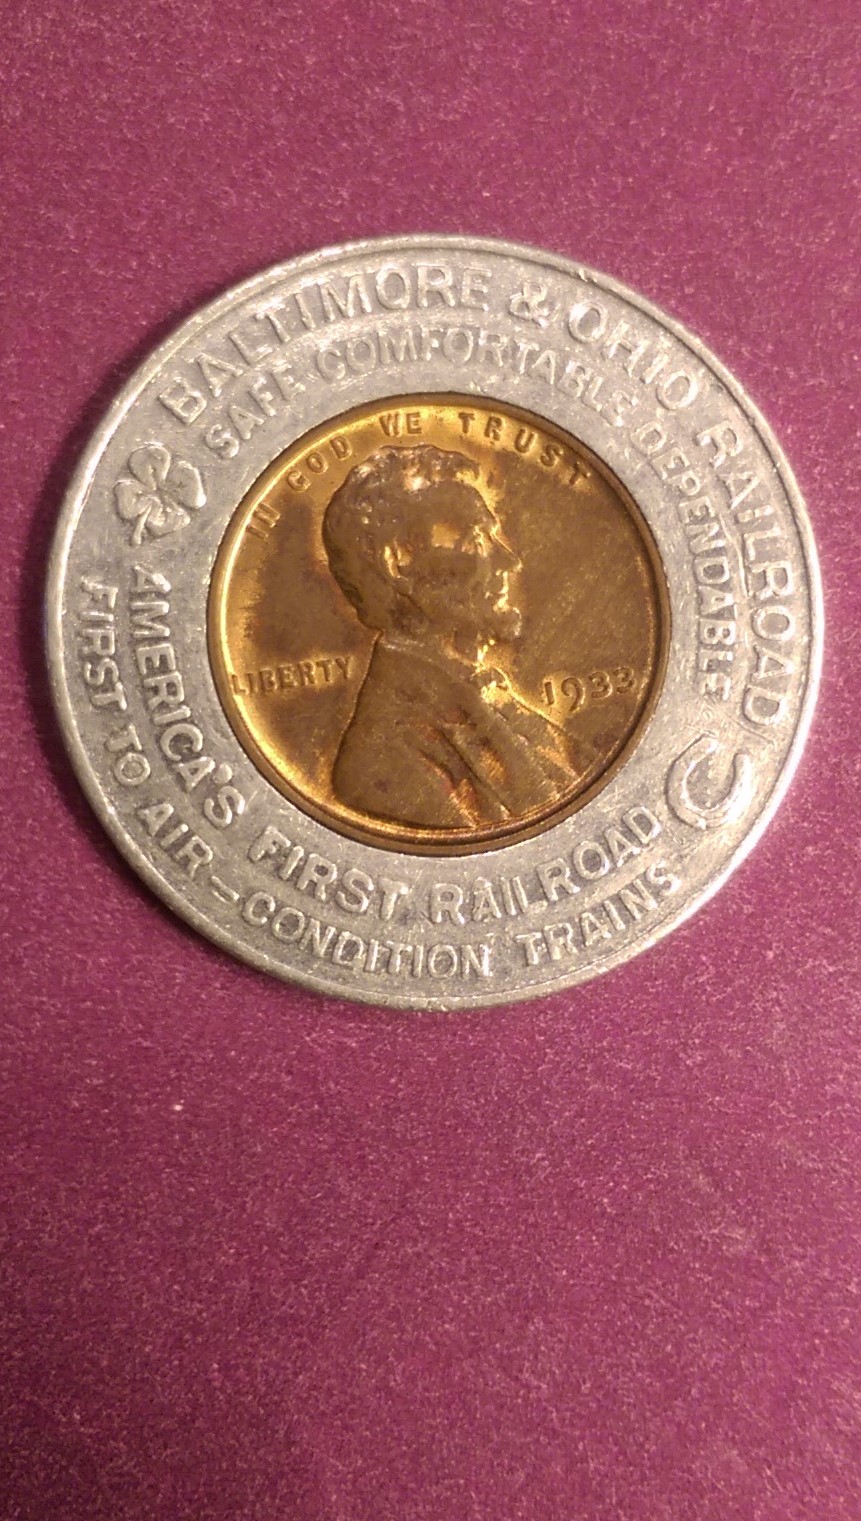 BALTIMORE & OHIO RAILROAD
SAFE COMFORTABLE DEPENDABLE
IN GOD WE TRUST
LIBERTY
1933
AMERICA'S FIRST RAILROAD
FIRST TO AIR-CONDITION TRAINS